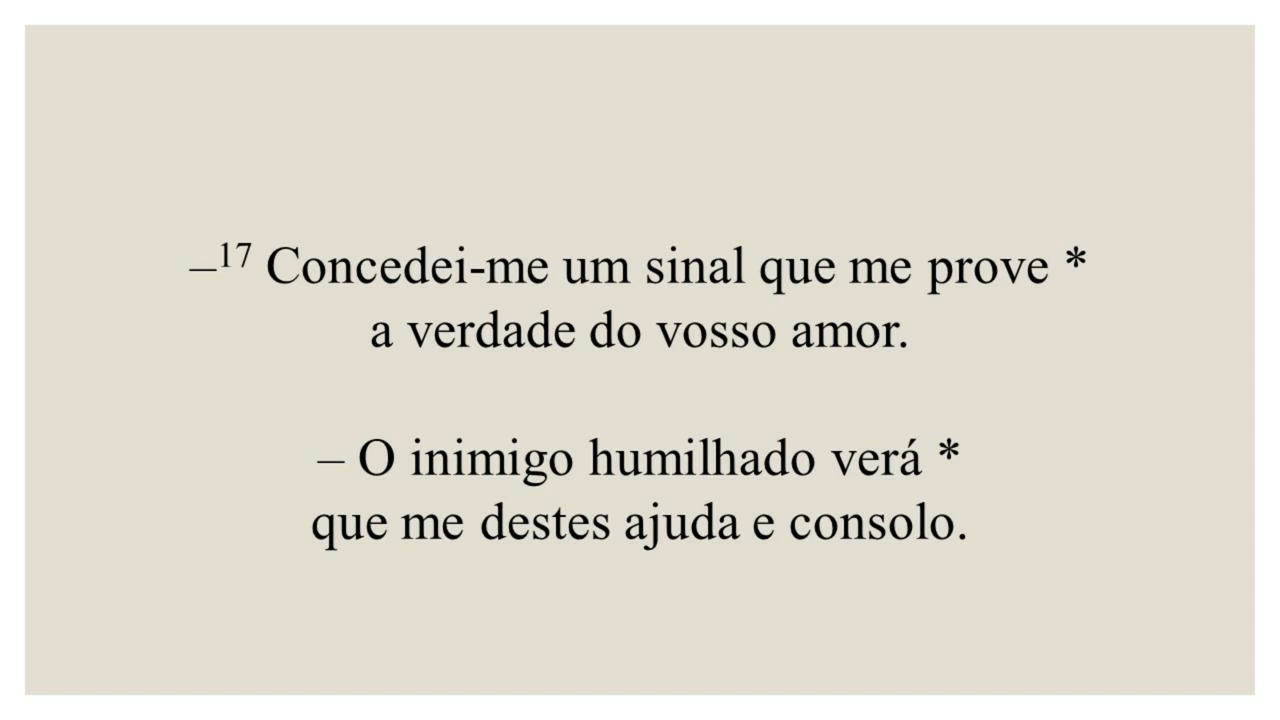 –17 Concedei-me um sinal que me prove *
a verdade do vosso amor.
– O inimigo humilhado verá *
que me destes ajuda e consolo.